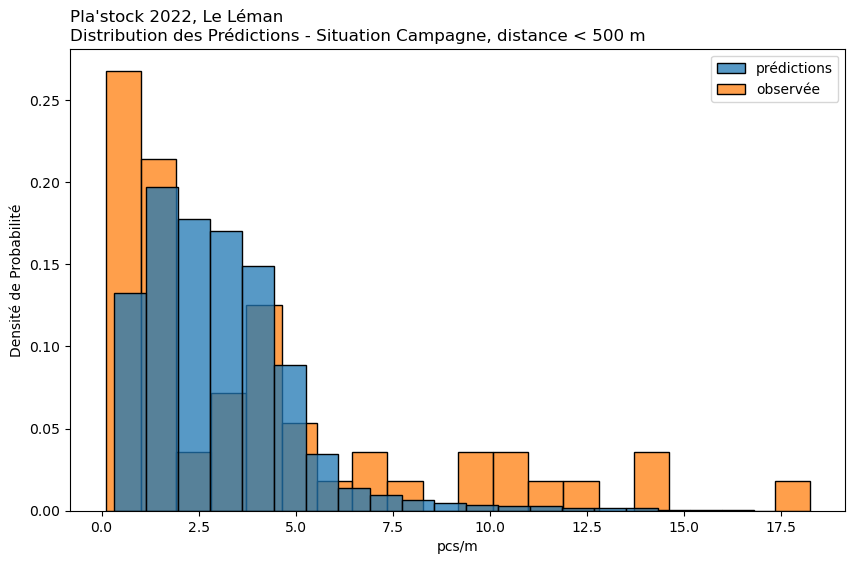 Pla'stock 2022, Le Léman
Distribution des Prédictions - Situation Campagne, distance < 500 m
prédictions
observée
Densité de Probabilité
0.25
0.20
0.15
0.10
0.05
0.00
0.0 2.5 5.0 7.5 10.0 12.5 15.0 17.5
pcs/m